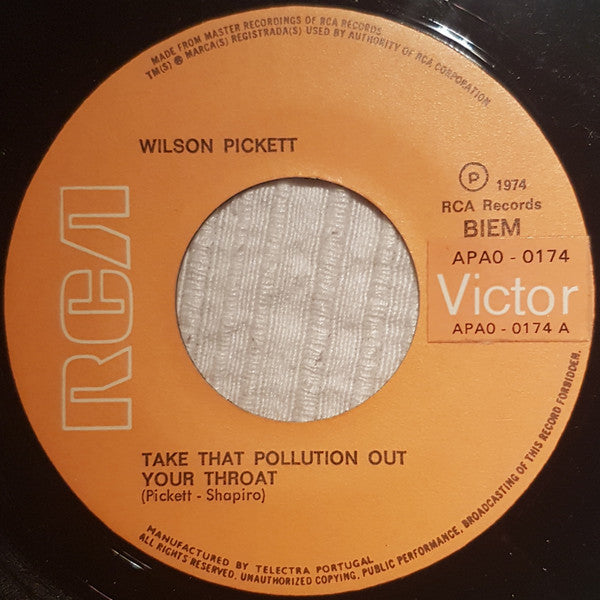 MADE FROM MASTER RECORDINGS OF RCA RECORDS.
TM(S) ® MARCA(S) REGISTRADA(S) USED BY AUTHORITY OF RCA CORPORATION
WILSON PICKETT
RCA
℗ 1974
RCA Records
BIEM
APAO - 0174
Victor
APAO - 0174 A
TAKE THAT POLLUTION OUT
YOUR THROAT
(Pickett - Shapiro)
MANUFACTURED BY TELECTRA PORTUGAL
ALL RIGHTS RESERVED. UNAUTHORIZED COPYING, PUBLIC PERFORMANCE, BROADCASTING OF THIS RECORD FORBIDDEN.